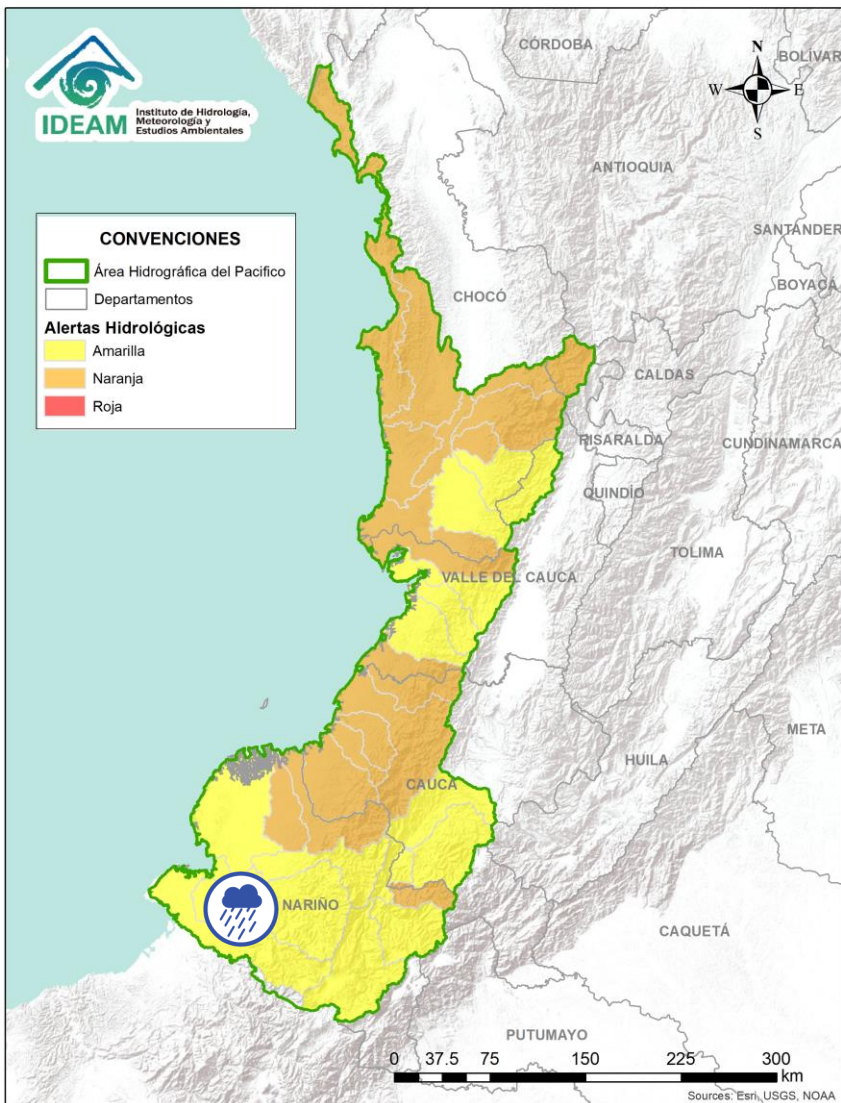 IDEAM
Instituto de Hidrología,
Meteorología y
Estudios Ambientales
CÓRDOBA
BOLÍVAR
N
W
E
S
ANTIOQUIA
SANTANDER
BOYACÁ
CONVENCIONES
Área Hidrográfica del Pacifico
Departamentos
Alertas Hidrológicas
Amarilla
Naranja
Roja
CHOCÓ
CALDAS
RISARALDA
CUNDINAMARCA
QUINDÍO
TOLIMA
VALLE DEL CAUCA
META
HUILA
CAUCA
NARIÑO
CAQUETÁ
PUTUMAYO
0 37.5 75 150 225 300
km
Sources: Esri, USGS, NOAA